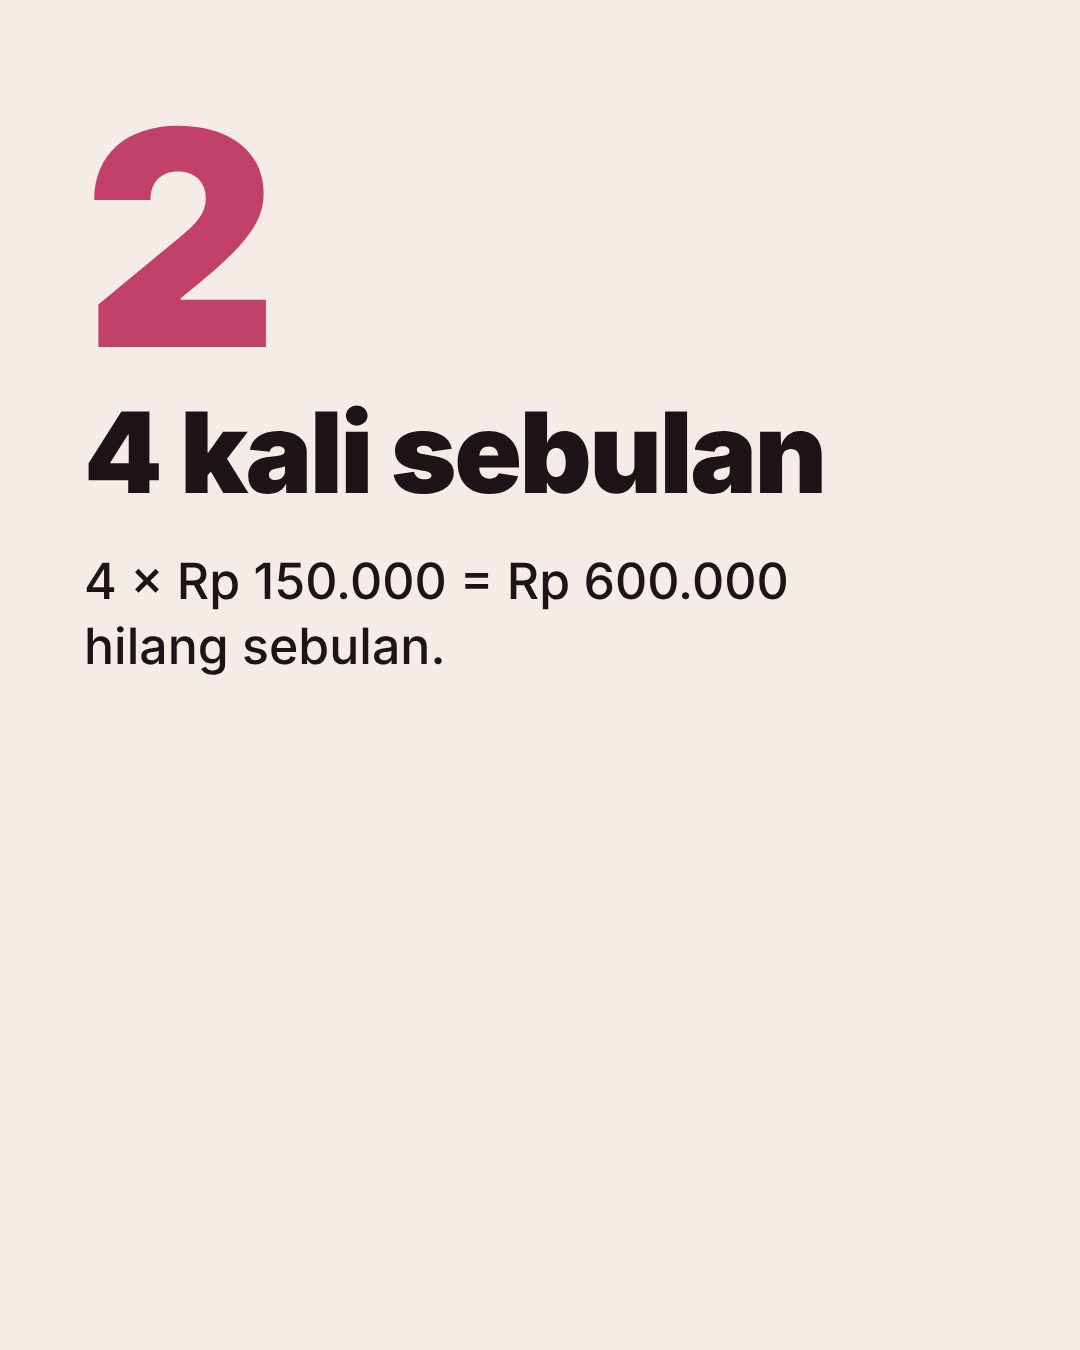 2
4 kali sebulan
4 × Rp 150.000 = Rp 600.000
hilang sebulan.